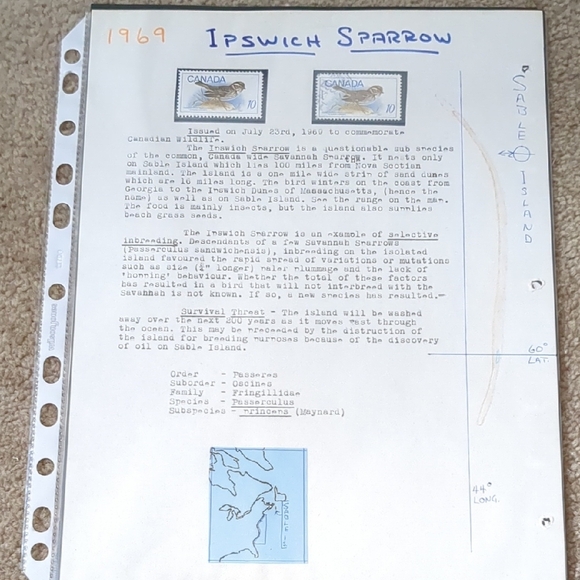 1969 IPSWICH SPARROW
CANADA 10 CANADA 10
Issued on July 23rd, 1969 to commemorate
Canadian Wildlife.
The Ipswich Sparrow is a questionable sub species
of the common, Canada wide Savannah Sparrow. It nests only
on Sable Island which lies 100 miles from Nova Scotian
mainland. The island is a one mile wide strip of sand dunes
which are 16 miles long. The bird winters on the coast from
Georgia to the Ipswich Dunes of Massachusetts, (hence the
name) as well as on Sable Island. See the range on the map.
The food is mainly insects, but the island also supplies
beach grass seeds.
The Ipswich Sparrow is an example of selective
inbreeding. Descendants of a few Savannah Sparrows
(Passerculus sandwichensis), inbreeding on the isolated
island favoured the rapid spread of variations or mutations
such as size (¼" longer) paler plummage and the lack of
'homing' behaviour. Whether the total of these factors
has resulted in a bird that will not interbreed with the
Savannah is not known. If so, a new species has resulted.
Survival Threat - The island will be washed
away over the next 200 years as it moves east through
the ocean. This may be preceeded by the distruction of
the island for breeding purposes because of the discovery
of oil on Sable Island.
Order - Passeres
Suborder - Oscines
Family - Fringillidae
Species - Passerculus
Subspecies - princeps (Maynard)
SABLE ISLAND
60° LAT.
44° LONG.